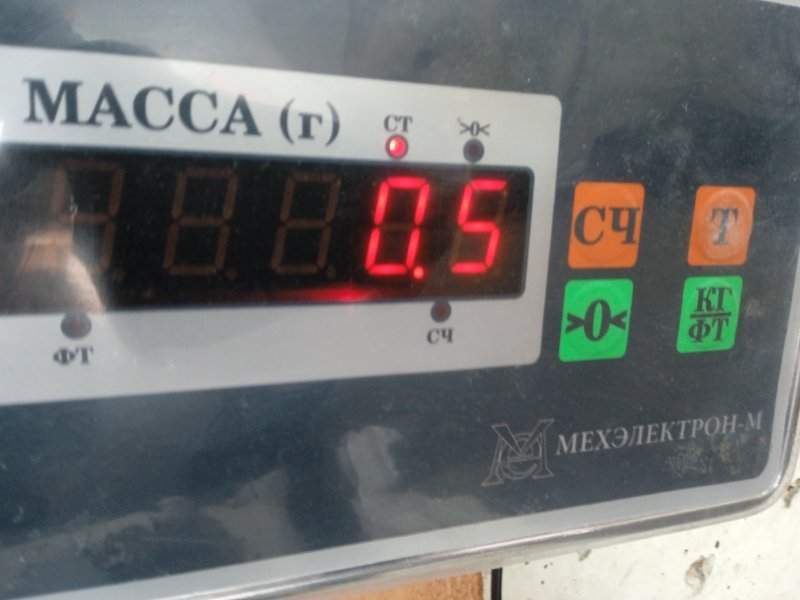 МАССА (г)
СТ
>0<
0.5
ФТ
СЧ
СЧ
Т
>0<
КГ
ФТ
МЕХЭЛЕКТРОН-М